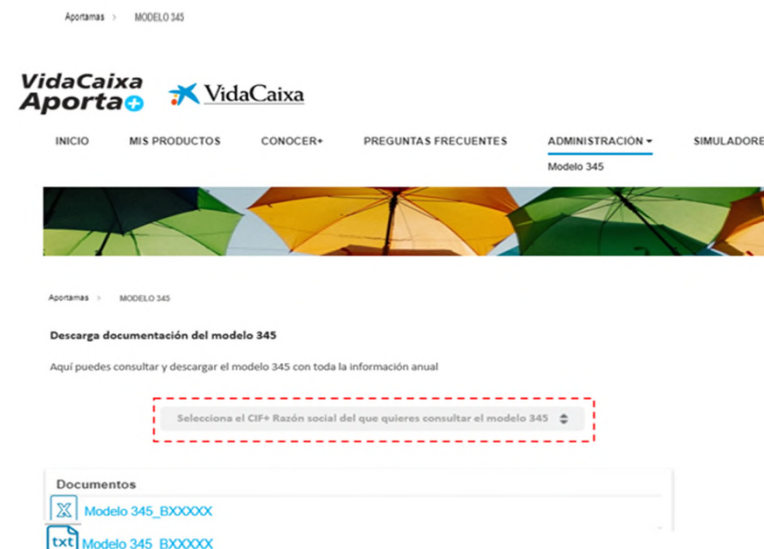 Aportamas > MODELO 345
VidaCaixa
Aporta+
VidaCaixa
INICIO MIS PRODUCTOS CONOCER+ PREGUNTAS FRECUENTES ADMINISTRACIÓN SIMULADORE
Modelo 345
Aportamas > MODELO 345
Descarga documentación del modelo 345
Aquí puedes consultar y descargar el modelo 345 con toda la información anual
Selecciona el CIF+ Razón social del que quieres consultar el modelo 345
Documentos
X Modelo 345_BXXXXX
txt Modelo 345_BXXXXX